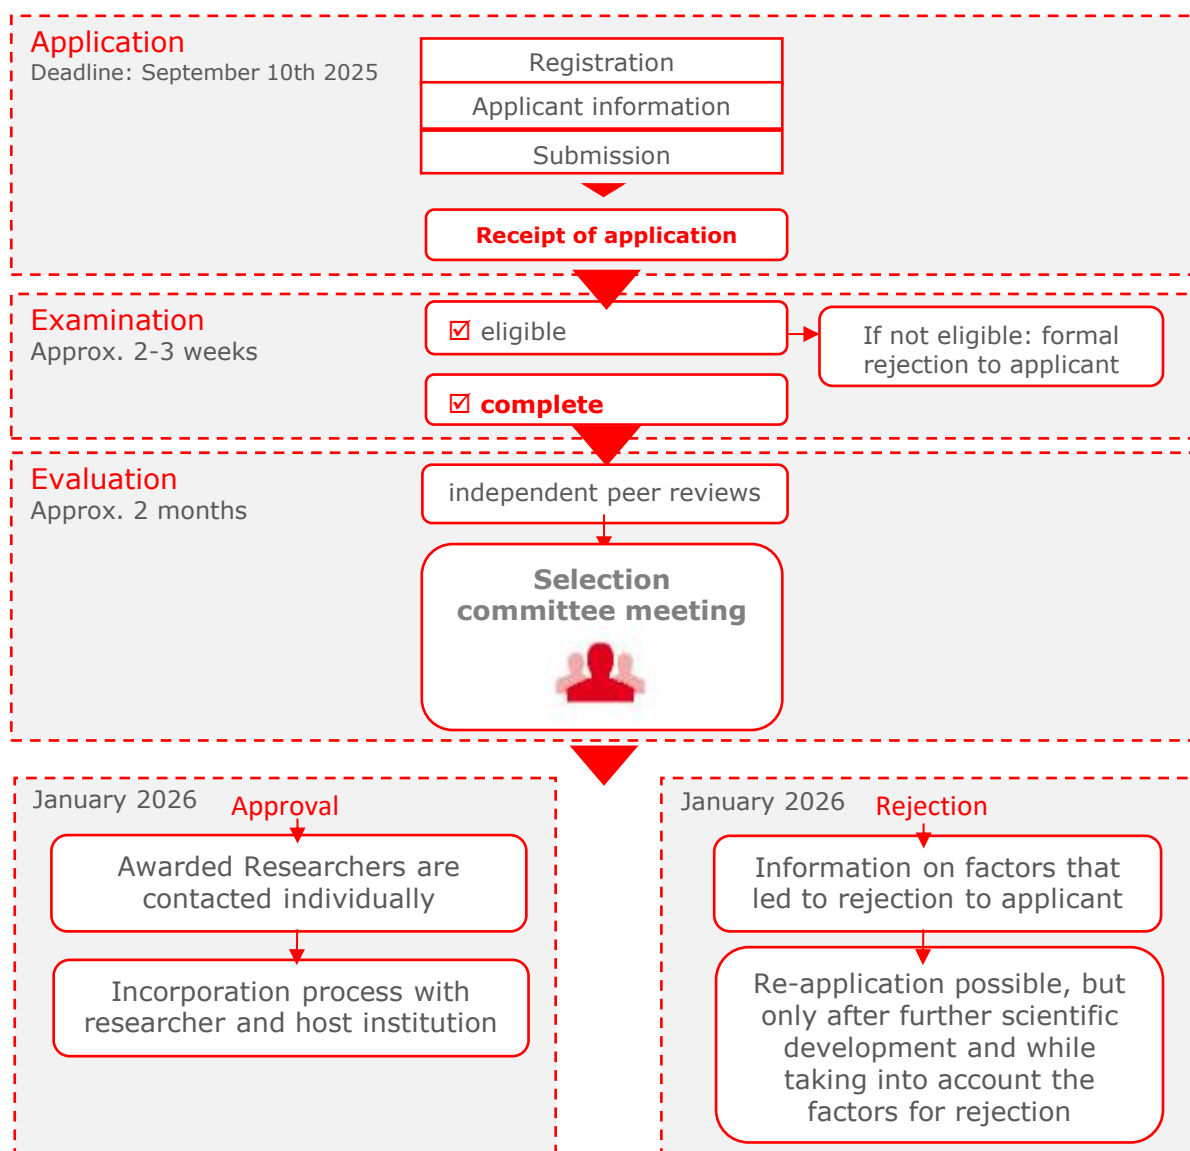 Application
Deadline: September 10th 2025
Registration
Applicant information
Submission
Receipt of application
Examination
Approx. 2-3 weeks
☑ eligible
If not eligible: formal
rejection to applicant
☑ complete
Evaluation
Approx. 2 months
independent peer reviews
Selection
committee meeting
January 2026 Approval
Awarded Researchers are
contacted individually
Incorporation process with
researcher and host institution
January 2026 Rejection
Information on factors that
led to rejection to applicant
Re-application possible, but
only after further scientific
development and while
taking into account the
factors for rejection